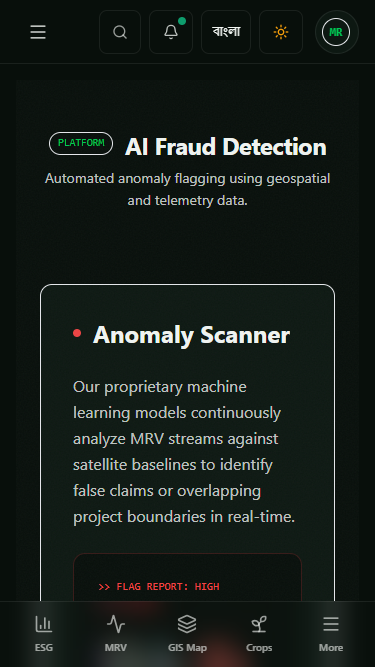 বাংলা
MR
PLATFORM
AI Fraud Detection
Automated anomaly flagging using geospatial
and telemetry data.
Anomaly Scanner
Our proprietary machine
learning models continuously
analyze MRV streams against
satellite baselines to identify
false claims or overlapping
project boundaries in real-time.
>> FLAG REPORT: HIGH
ESG
MRV
GIS Map
Crops
More